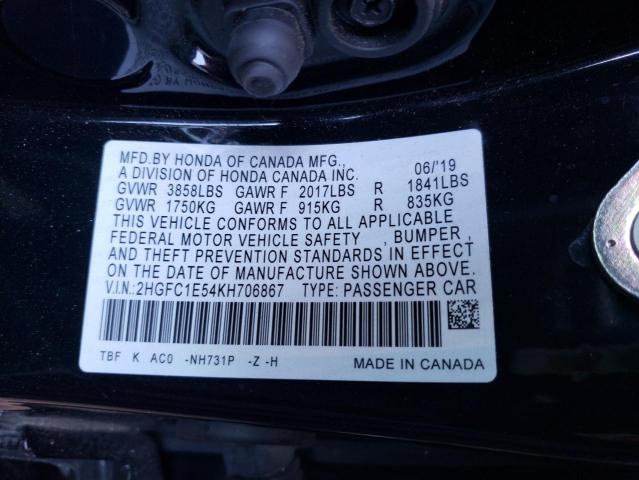 MFD.BY HONDA OF CANADA MFG., 06/'19
A DIVISION OF HONDA CANADA INC.
GVWR 3858LBS GAWR F 2017LBS R 1841LBS
GVWR 1750KG GAWR F 915KG R 835KG
THIS VEHICLE CONFORMS TO ALL APPLICABLE
FEDERAL MOTOR VEHICLE SAFETY , BUMPER ,
AND THEFT PREVENTION STANDARDS IN EFFECT
ON THE DATE OF MANUFACTURE SHOWN ABOVE.
V.I.N.:2HGFC1E54KH706867 TYPE: PASSENGER CAR
TBF K AC0 -NH731P -Z -H MADE IN CANADA